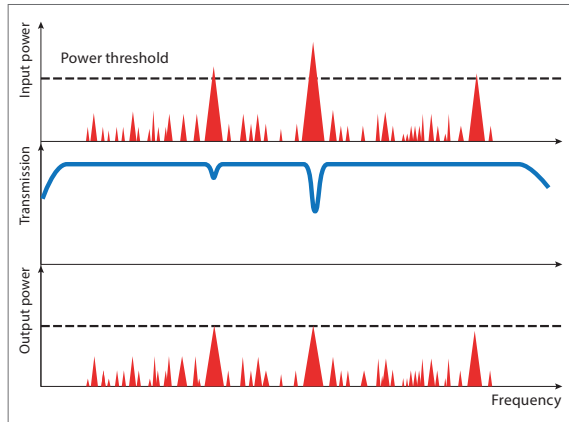 Input power
Power threshold
Transmission
Output power
Frequency